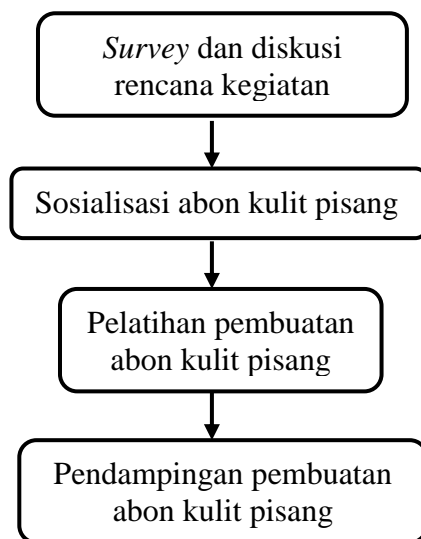 Survey dan diskusi
rencana kegiatan
Sosialisasi abon kulit pisang
Pelatihan pembuatan
abon kulit pisang
Pendampingan pembuatan
abon kulit pisang